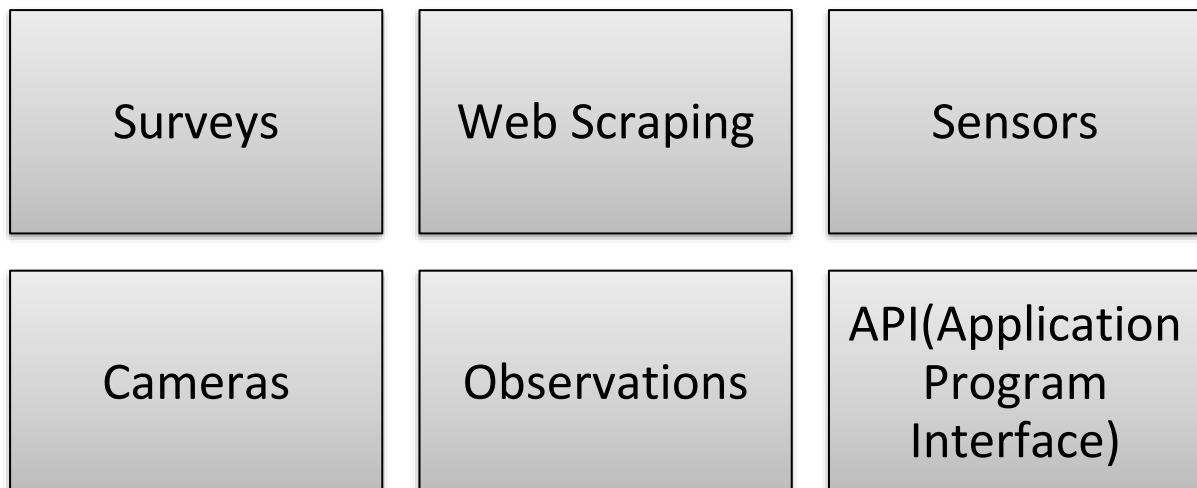 Surveys
Web Scraping
Sensors
Cameras
Observations
API(Application
Program
Interface)